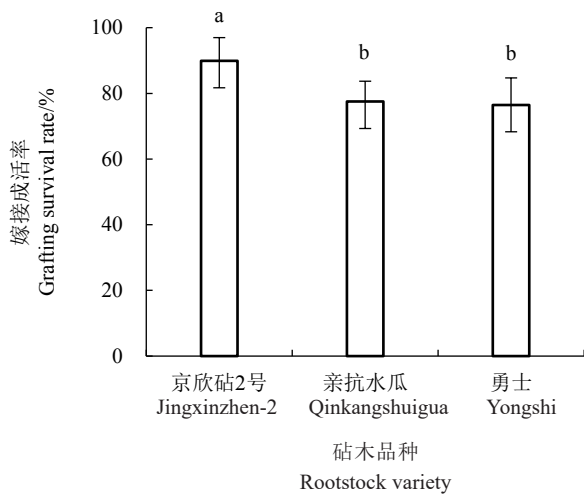 a
b
b
100
80
60
40
20
0
嫁接成活率
Grafting survival rate/%
京欣砧2号
亲抗水瓜
勇士
Jingxinzhen-2
Qinkangshuigua
Yongshi
砧木品种
Rootstock variety